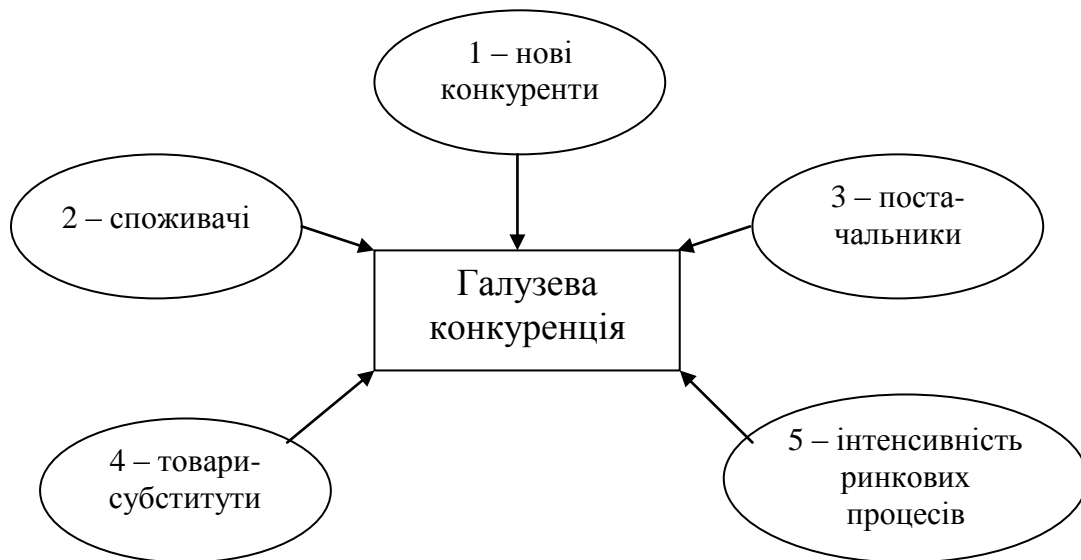 1 – нові
конкуренти
2 – споживачі
3 – поста-
чальники
Галузева
конкуренція
4 – товари-
субститути
5 – інтенсивність
ринкових
процесів